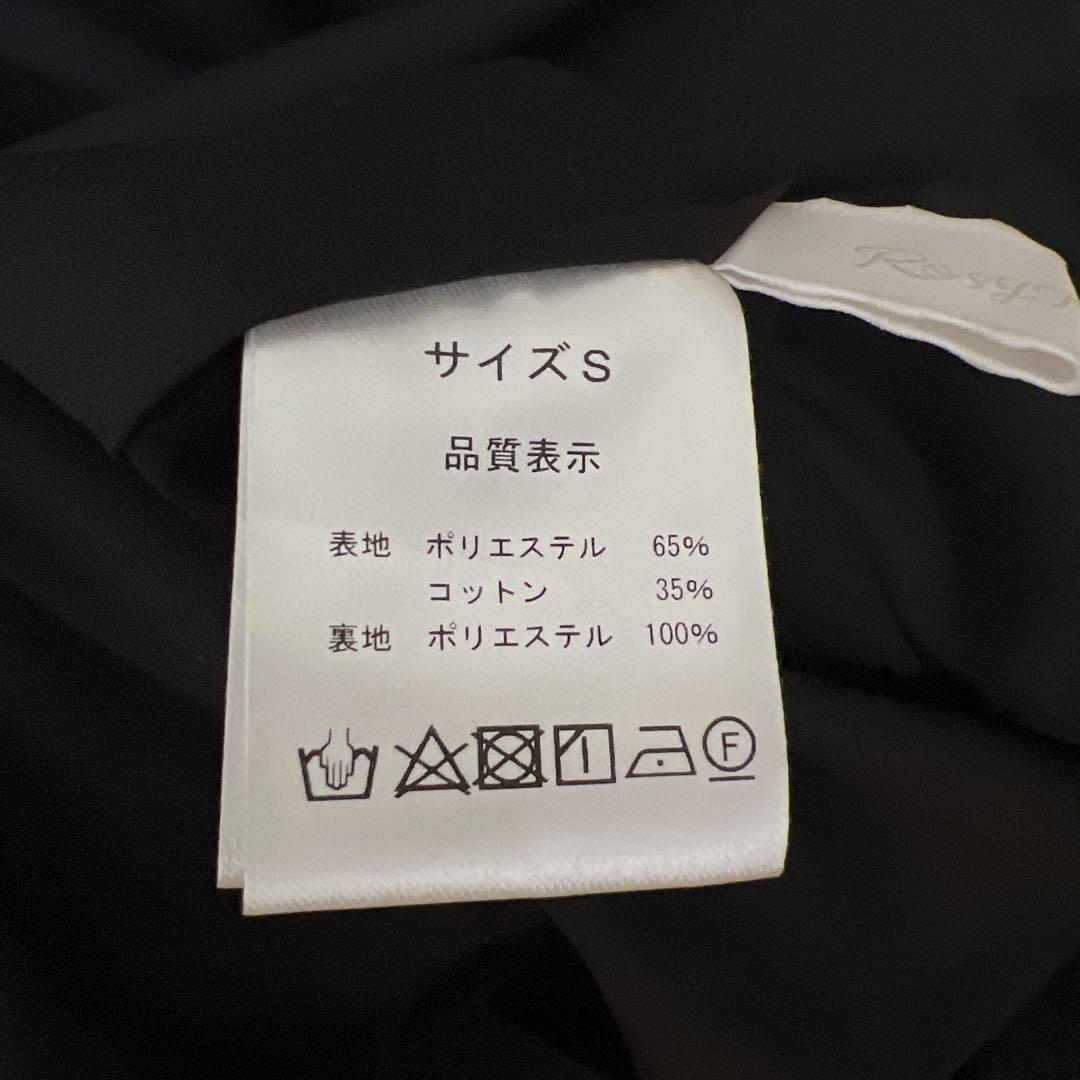 サイズS
品質表示
表地 ポリエステル 65%
コットン 35%
裏地 ポリエステル 100%
F